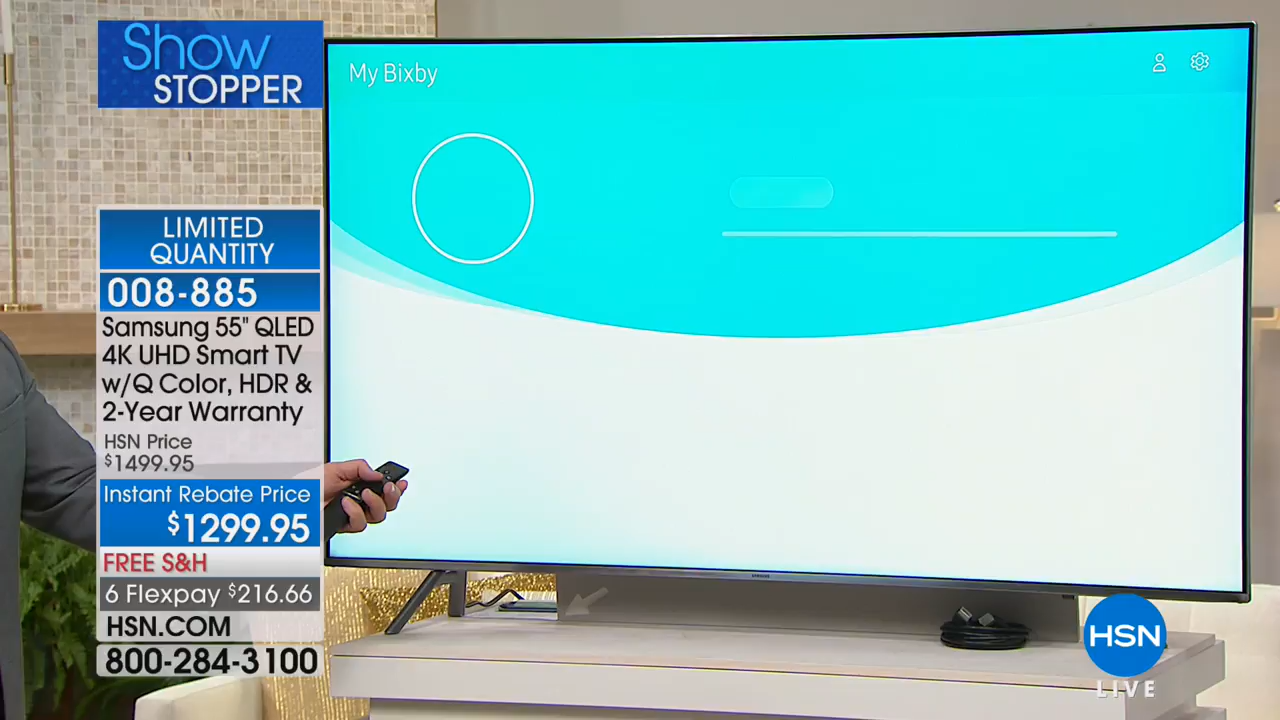 Show
STOPPER
LIMITED
QUANTITY
008-885
Samsung 55" QLED
4K UHD Smart TV
w/Q Color, HDR &
2-Year Warranty
HSN Price
$1499.95
Instant Rebate Price
$1299.95
FREE S&H
6 Flexpay $216.66
HSN.COM
800-284-3100
My Bixby
SAMSUNG
HSN
LIVE